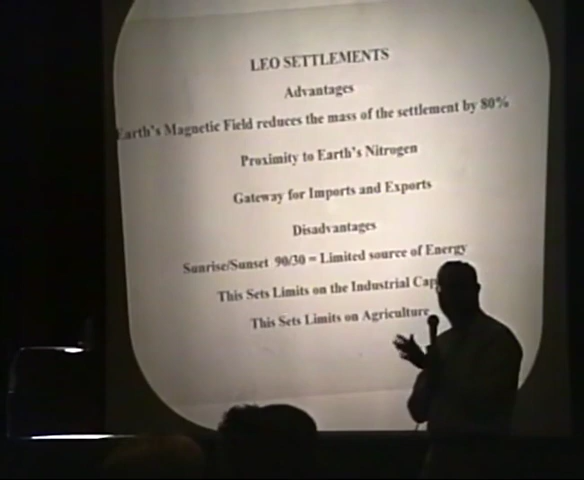 LEO SETTLEMENTS
Advantages
Earth's Magnetic Field reduces the mass of the settlement by 80%
Proximity to Earth's Nitrogen
Gateway for Imports and Exports
Disadvantages
Sunrise/Sunset 90/30 = Limited source of Energy
This Sets Limits on the Industrial Cap
This Sets Limits on Agriculture